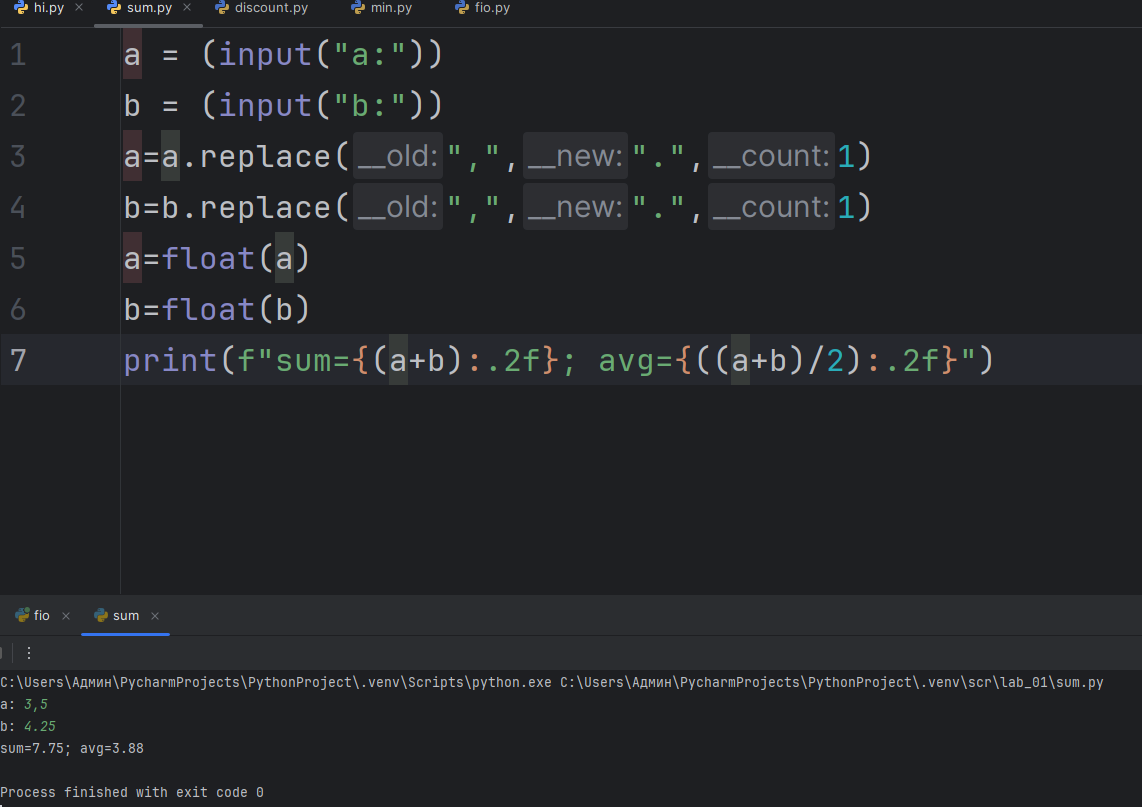 hi.py sum.py discount.py min.py fio.py
1 a = (input("a:"))
2 b = (input("b:"))
3 a=a.replace(__old:",",__new:".",__count:1)
4 b=b.replace(__old:",",__new:".",__count:1)
5 a=float(a)
6 b=float(b)
7 print(f"sum={(a+b):.2f}; avg={((a+b)/2):.2f}")
fio sum
C:\Users\Админ\PycharmProjects\PythonProject\.venv\Scripts\python.exe C:\Users\Админ\PycharmProjects\PythonProject\.venv\scr\lab_01\sum.py
a: 3,5
b: 4.25
sum=7.75; avg=3.88
Process finished with exit code 0